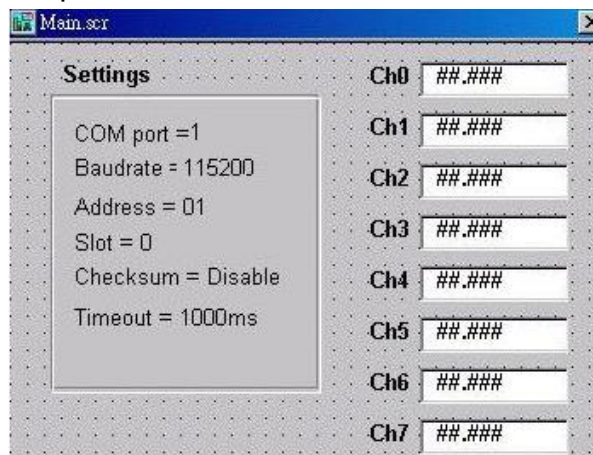 Main.scr
Settings
COM port =1
Baudrate = 115200
Address = 01
Slot = 0
Checksum = Disable
Timeout = 1000ms
Ch0 ##.###
Ch1 ##.###
Ch2 ##.###
Ch3 ##.###
Ch4 ##.###
Ch5 ##.###
Ch6 ##.###
Ch7 ##.###